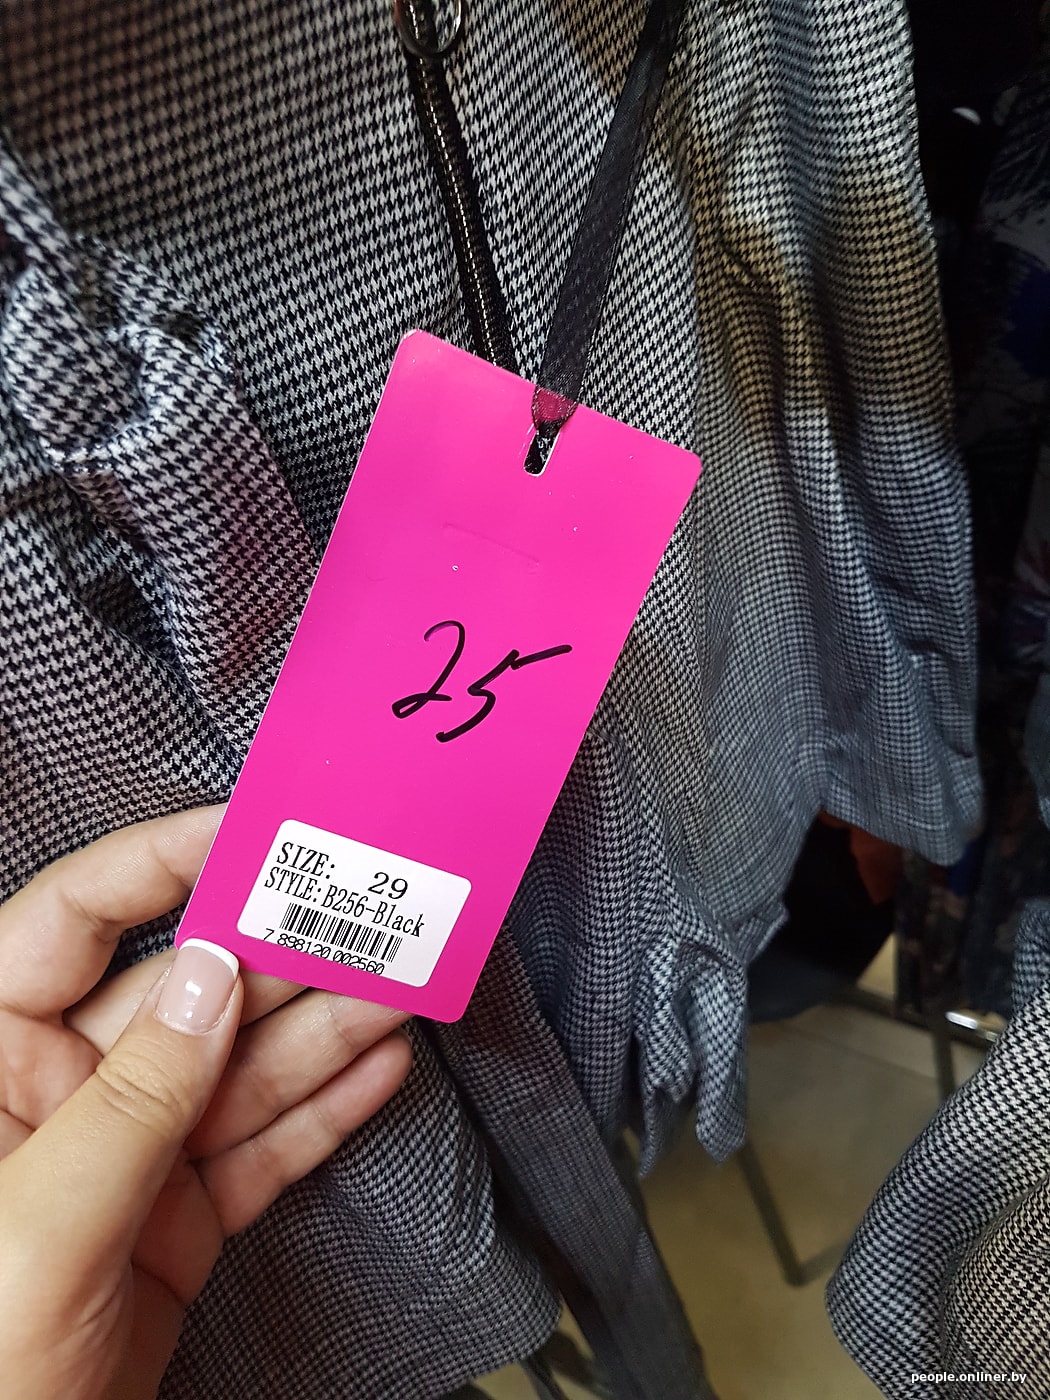 25
SIZE: 29
STYLE: B256-Black
7 898120 002560
people.onliner.by